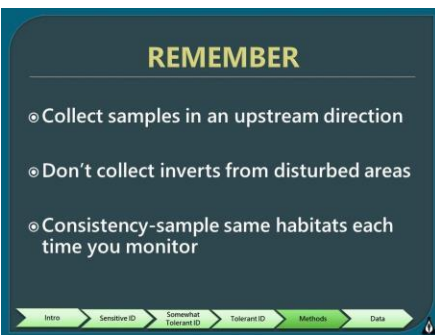 REMEMBER
Collect samples in an upstream direction
Don't collect inverts from disturbed areas
Consistency-sample same habitats each
time you monitor
Intro
Sensitive ID
Somewhat
Tolerant ID
Tolerant ID
Methods
Data